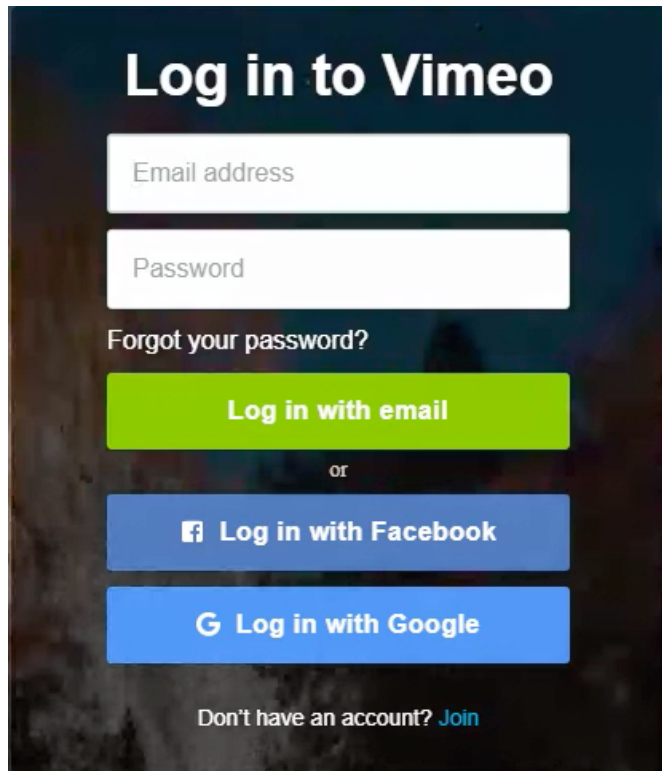 Log in to Vimeo
Email address
Password
Forgot your password?
Log in with email
or
Log in with Facebook
Log in with Google
Don't have an account? Join